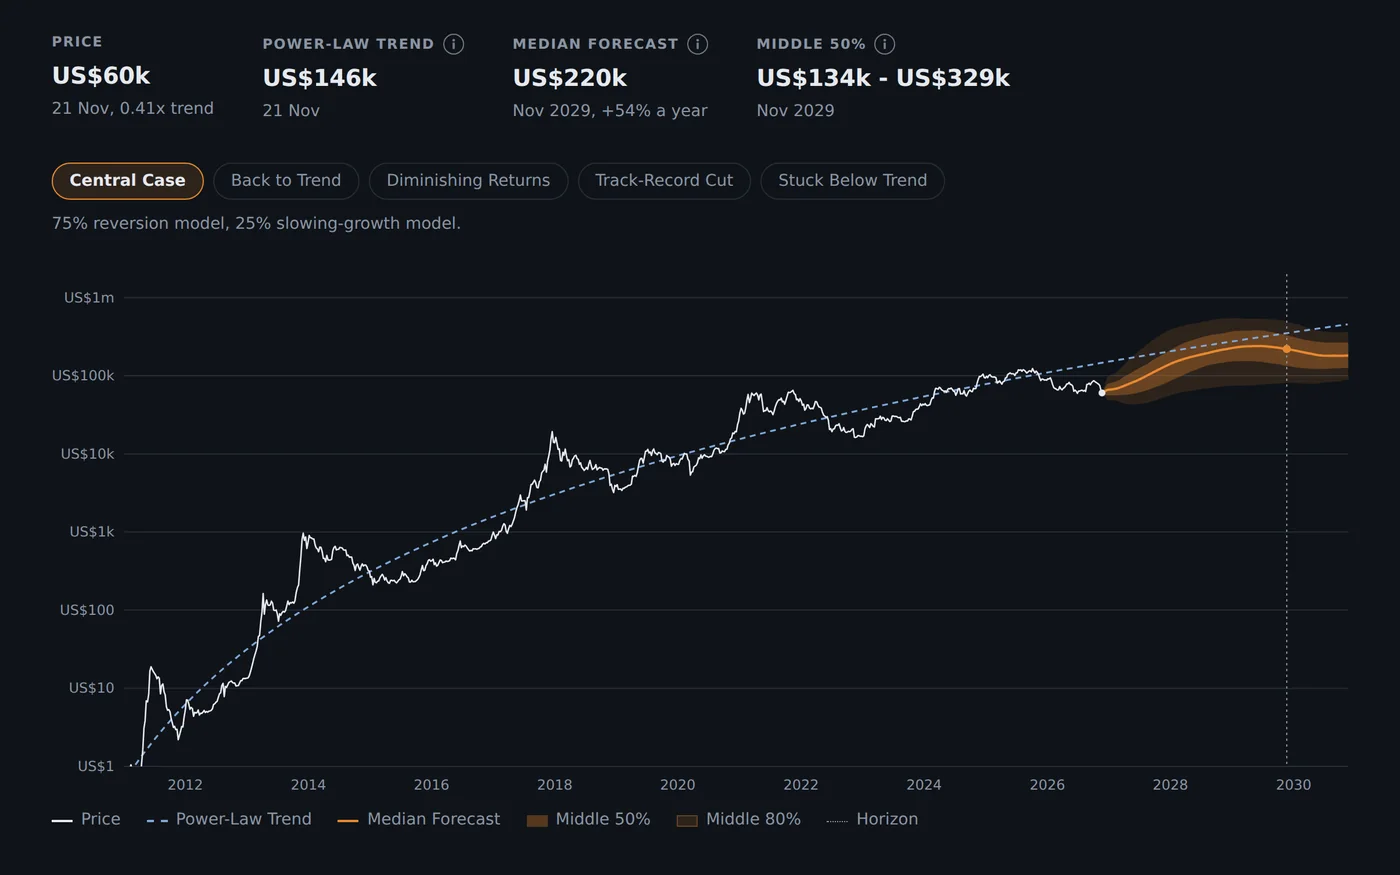 PRICE
US$60k
21 Nov, 0.41x trend
POWER-LAW TREND
US$146k
21 Nov
MEDIAN FORECAST
US$220k
Nov 2029, +54% a year
MIDDLE 50%
US$134k - US$329k
Nov 2029
Central Case
Back to Trend
Diminishing Returns
Track-Record Cut
Stuck Below Trend
75% reversion model, 25% slowing-growth model.
US$1m
US$100k
US$10k
US$1k
US$100
US$10
US$1
2012 2014 2016 2018 2020 2022 2024 2026 2028 2030
Price Power-Law Trend Median Forecast Middle 50% Middle 80% Horizon